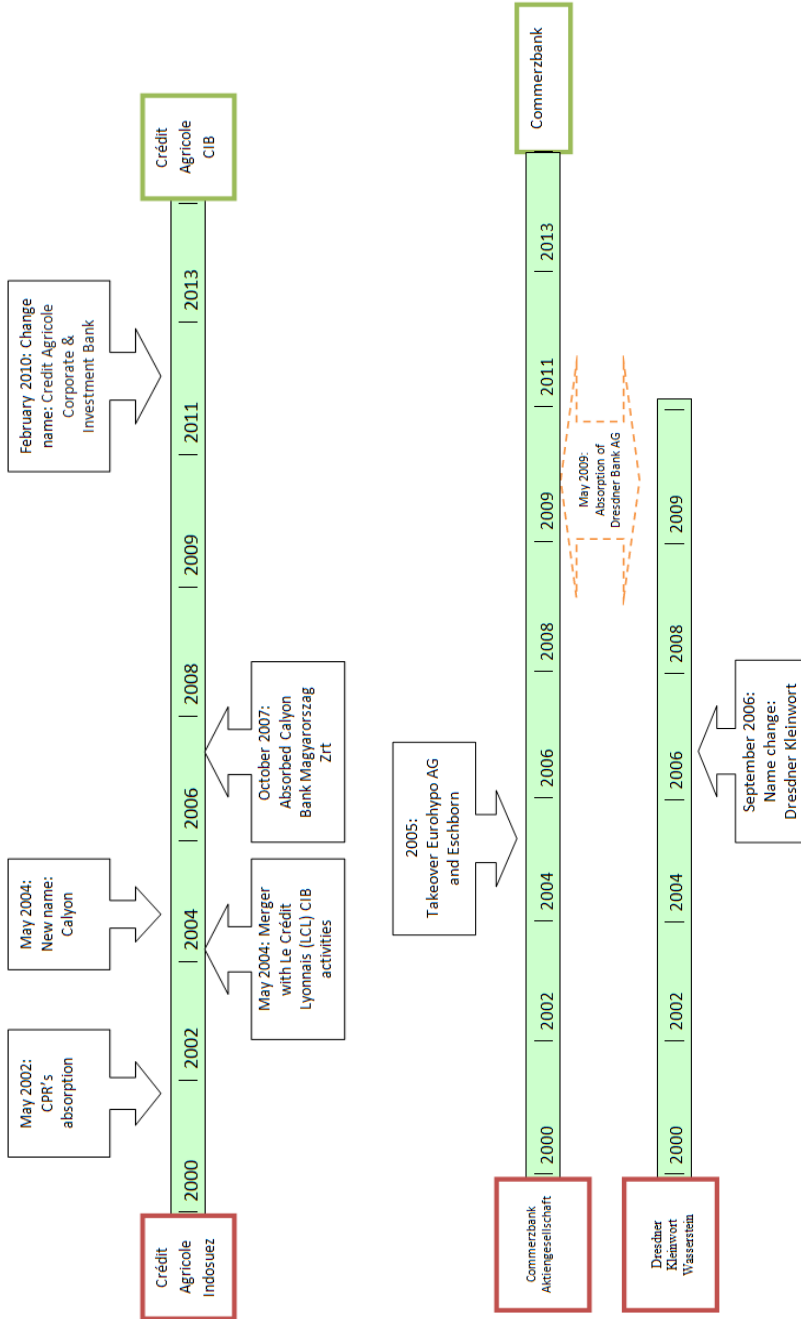 February 2010: Change
name: Credit Agricole
Corporate &
Investment Bank
May 2004:
New name:
Calyon
May 2002:
CPR's
absorption
Crédit
Agricole
Indosuez
| 2000 | 2002 | 2004 | 2006 | 2008 | 2009 | 2011 | 2013 |
Crédit
Agricole
CIB
May 2004: Merger
with Le Crédit
Lyonnais (LCL) CIB
activities
October 2007:
Absorbed Calyon
Bank Magyarorszag
Zrt
2005:
Takeover Eurohypo AG
and Eschborn
Commerzbank
Aktiengesellschaft
| 2000 | 2002 | 2004 | 2006 | 2008 | 2009 | 2011 | 2013
Commerzbank
May 2009:
Absorption of
Dresdner Bank AG
Dresdner
Kleinwort
Wasserstein
| 2000 | 2002 | 2004 | 2006 | 2008 | 2009 |
September 2006:
Name change:
Dresdner Kleinwort